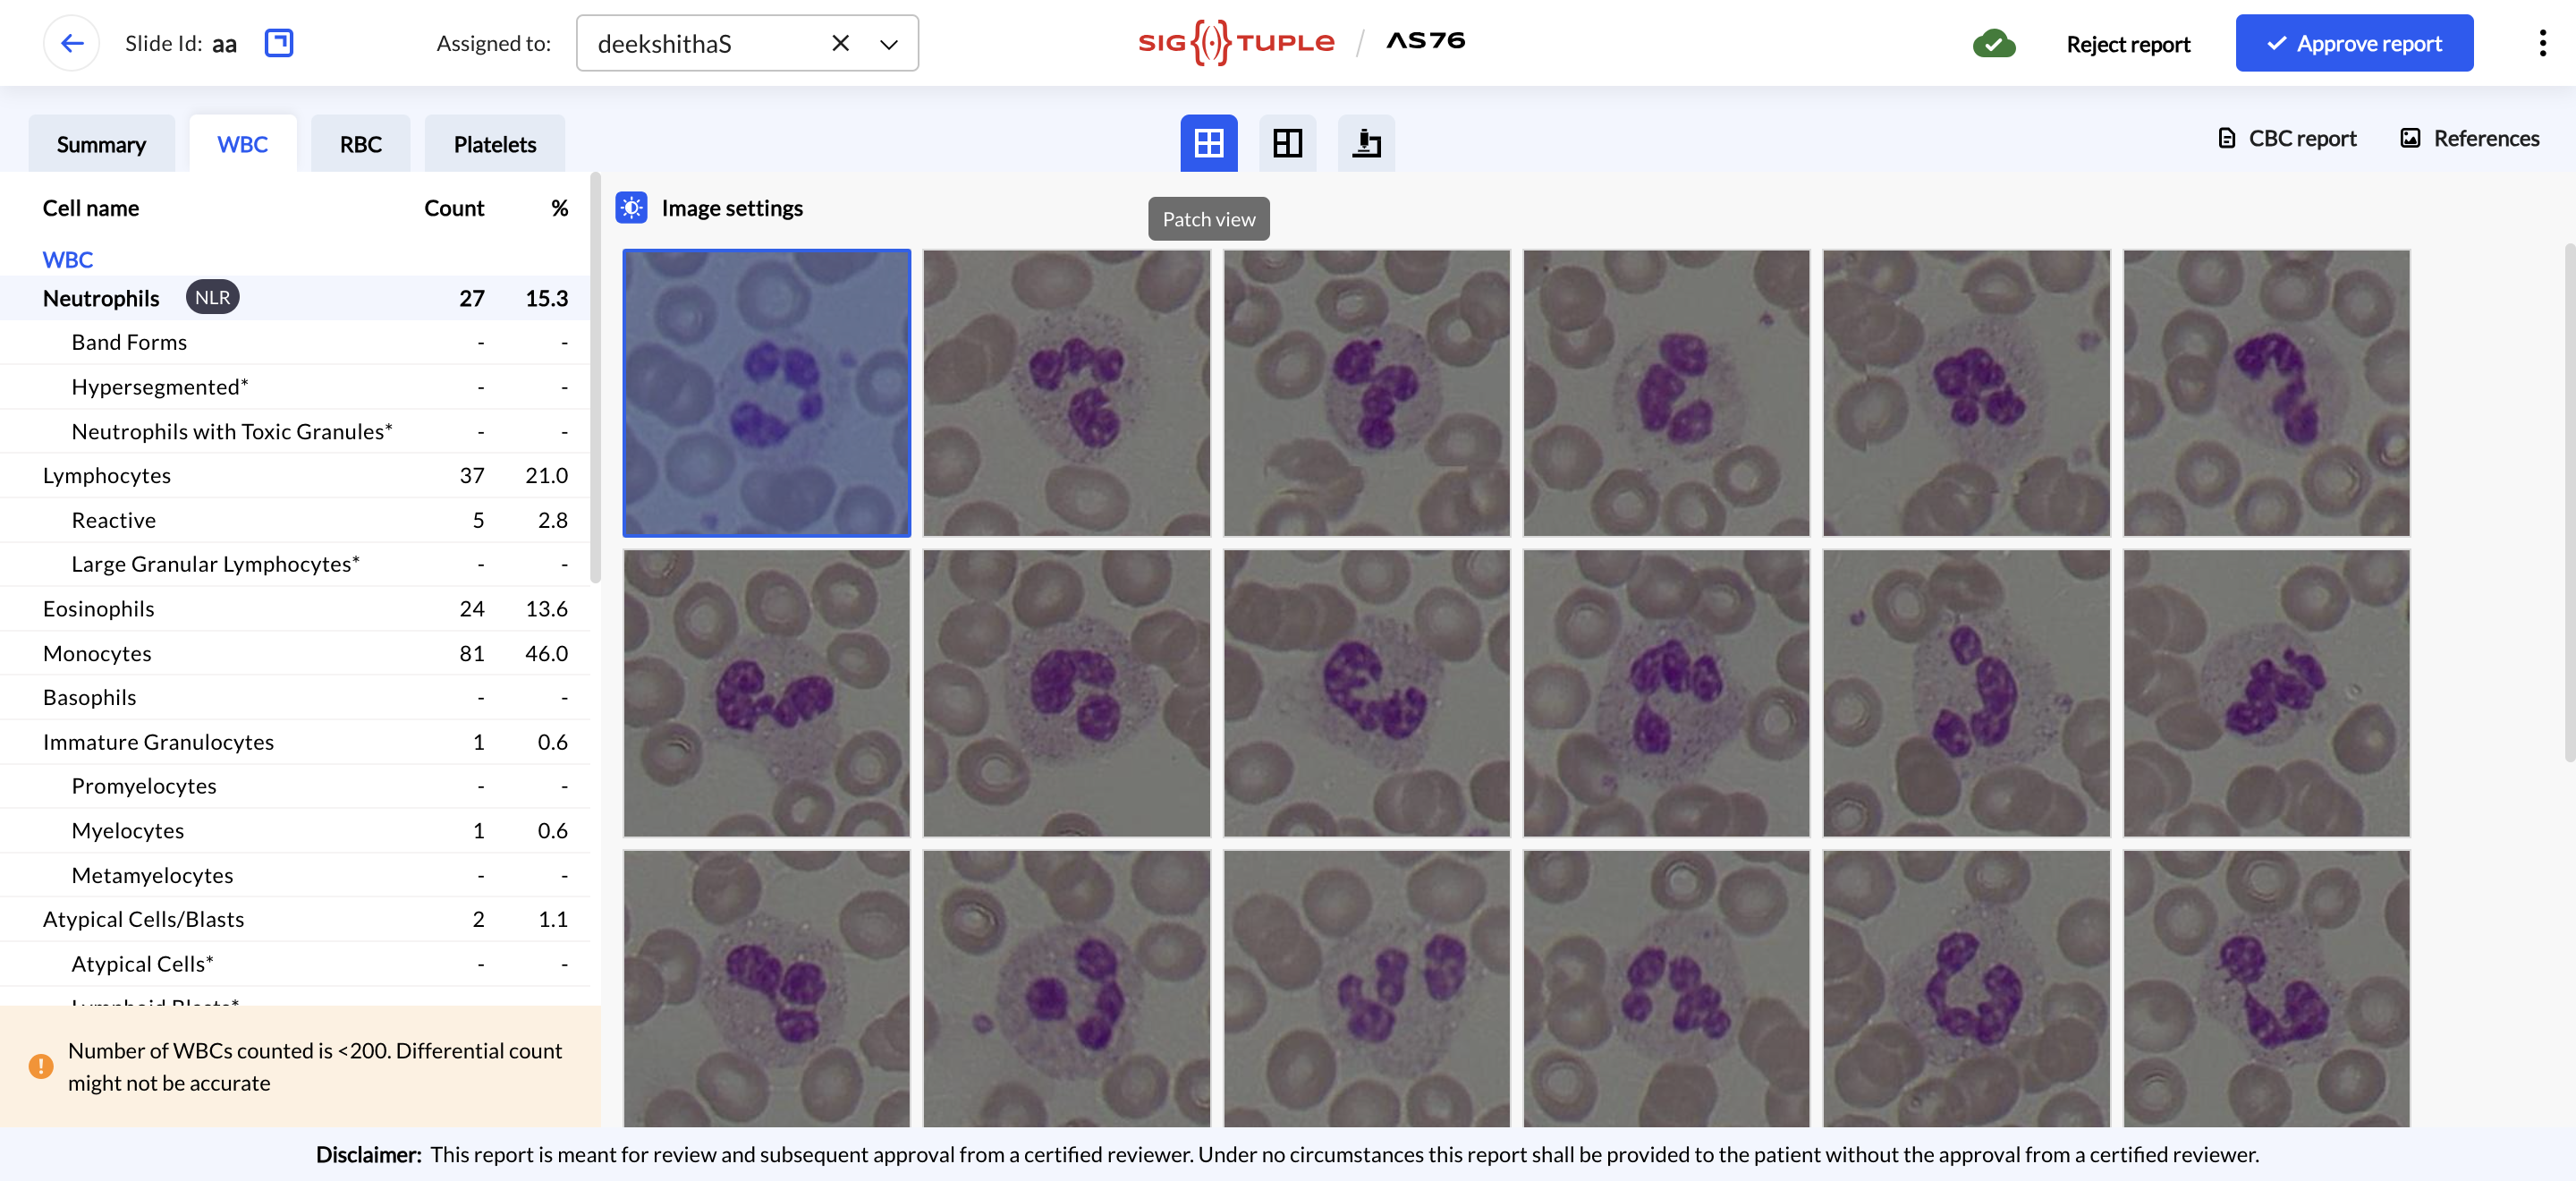 Slide Id: aa
Assigned to: deekshithaS
SIG TUPLE / AS76
Reject report
Approve report
Summary
WBC
RBC
Platelets
CBC report
References
Cell name Count %
Image settings
Patch view
WBC
Neutrophils NLR 27 15.3
Band Forms - -
Hypersegmented* - -
Neutrophils with Toxic Granules* - -
Lymphocytes 37 21.0
Reactive 5 2.8
Large Granular Lymphocytes* - -
Eosinophils 24 13.6
Monocytes 81 46.0
Basophils - -
Immature Granulocytes 1 0.6
Promyelocytes - -
Myelocytes 1 0.6
Metamyelocytes - -
Atypical Cells/Blasts 2 1.1
Atypical Cells* - -
Lymphoid Blasts*
Number of WBCs counted is <200. Differential count
might not be accurate
Disclaimer: This report is meant for review and subsequent approval from a certified reviewer. Under no circumstances this report shall be provided to the patient without the approval from a certified reviewer.